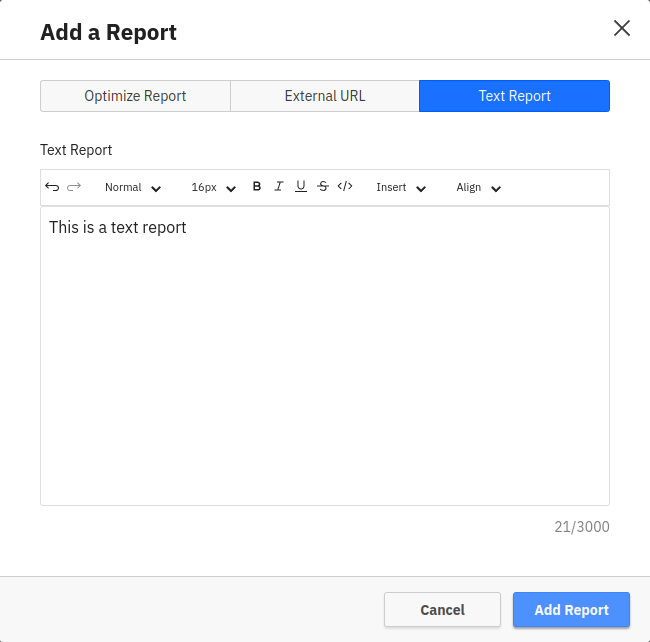 Add a Report
Optimize Report External URL Text Report
Text Report
Normal 16px B I U S </> Insert Align
This is a text report
21/3000
Cancel Add Report